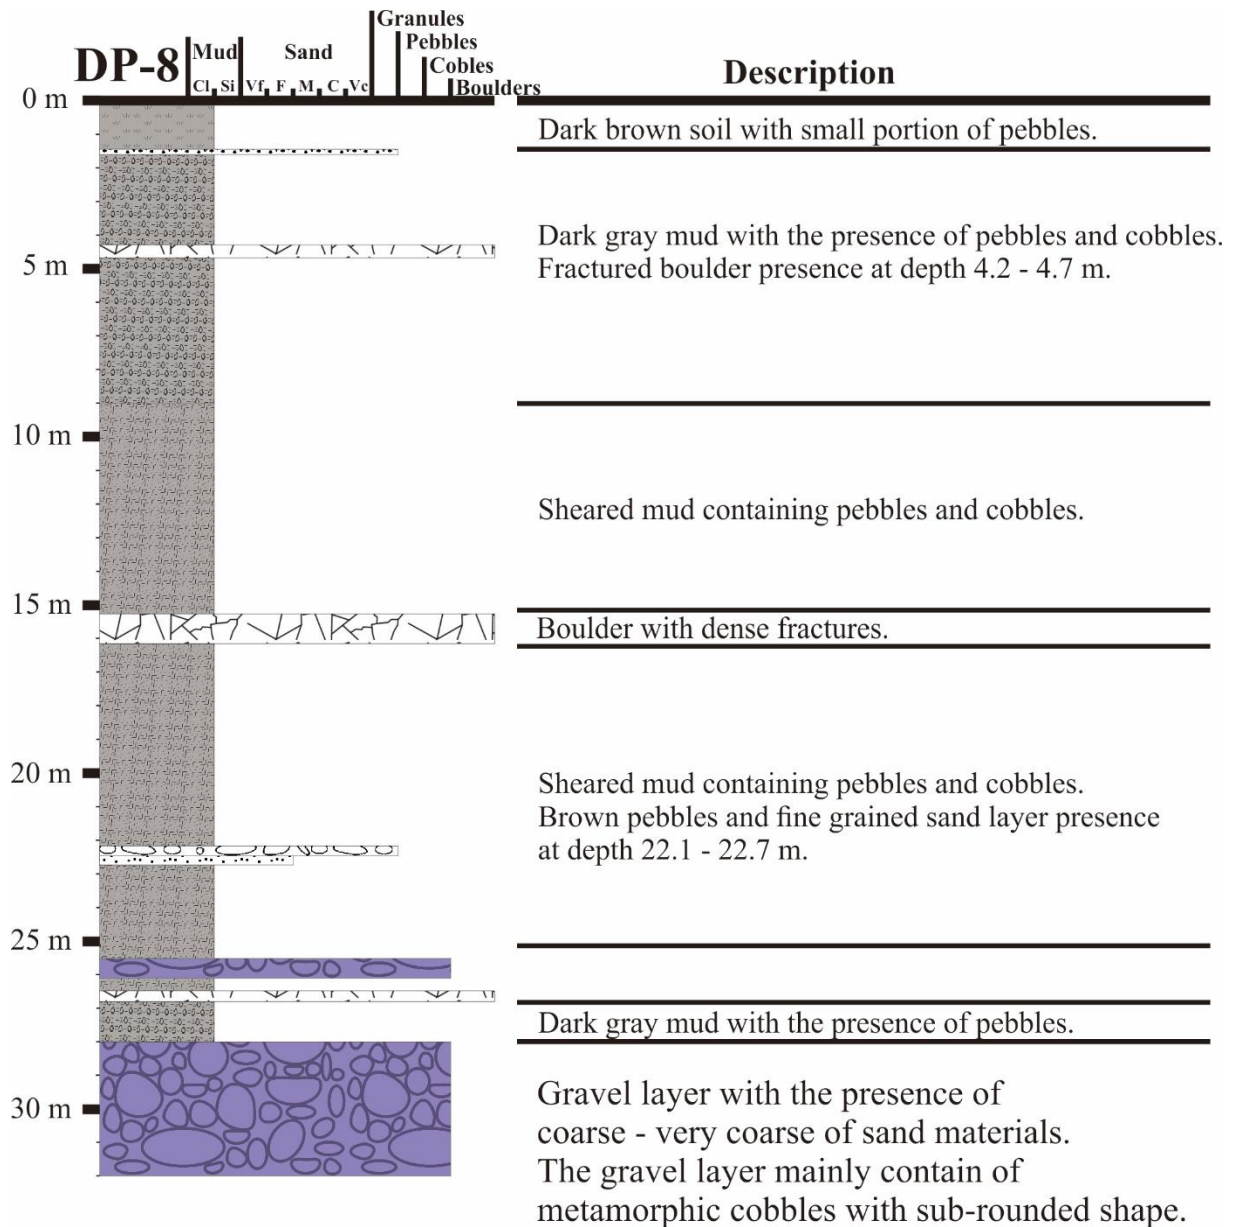 Granules
Pebbles
Cobles
Boulders
DP-8
Mud
Sand
Cl Si Vf F M C Vc
Description
0 m
Dark brown soil with small portion of pebbles.
Dark gray mud with the presence of pebbles and cobbles.
Fractured boulder presence at depth 4.2 - 4.7 m.
5 m
10 m
Sheared mud containing pebbles and cobbles.
15 m
Boulder with dense fractures.
20 m
Sheared mud containing pebbles and cobbles.
Brown pebbles and fine grained sand layer presence
at depth 22.1 - 22.7 m.
25 m
Dark gray mud with the presence of pebbles.
30 m
Gravel layer with the presence of
coarse - very coarse of sand materials.
The gravel layer mainly contain of
metamorphic cobbles with sub-rounded shape.